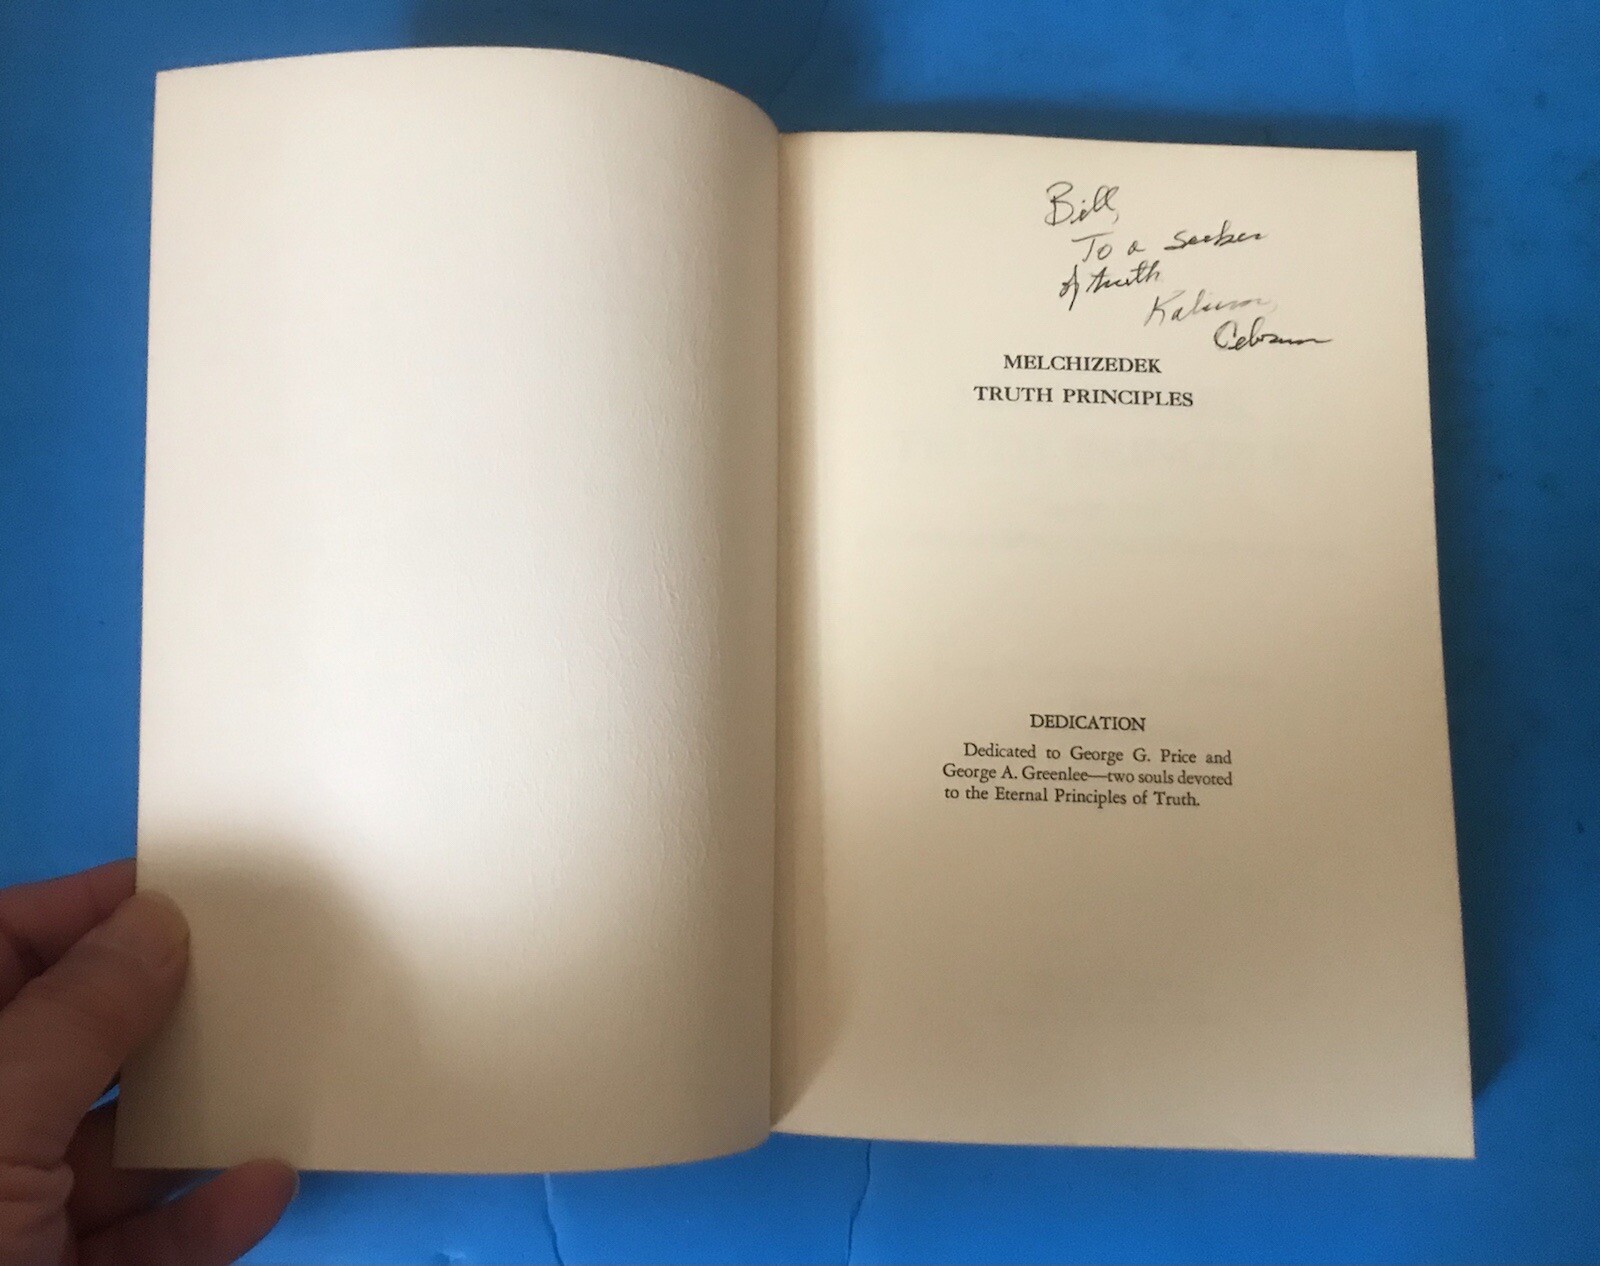 Bill,
To a seeker
of truth
MELCHIZEDEK
TRUTH PRINCIPLES
DEDICATION
Dedicated to George G. Price and
George A. Greenlee—two souls devoted
to the Eternal Principles of Truth.